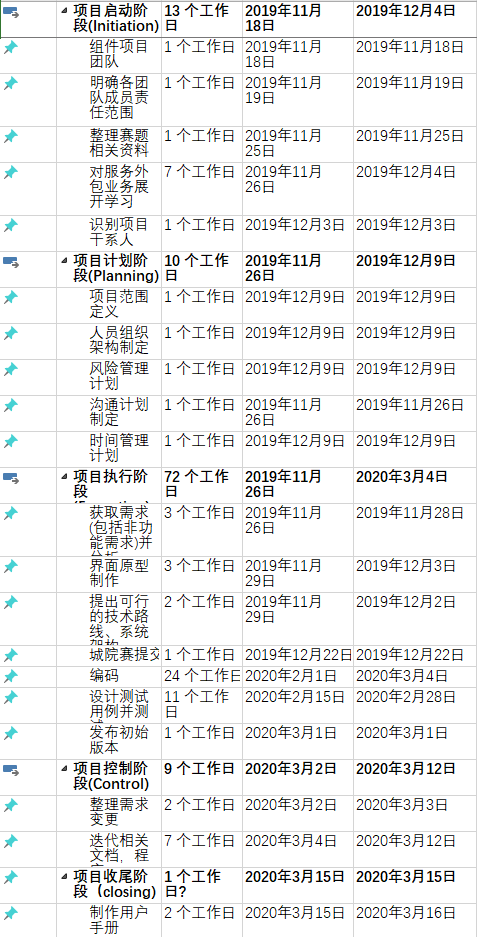 项目启动阶 13 个工作 2019年11月 2019年12月4日
段(Initiation) 日 18日
组件项目 1 个工作日 2019年11月 2019年11月18日
团队 18日
明确各团 1 个工作日 2019年11月 2019年11月19日
队成员责 19日
任范围
整理赛题 1 个工作日 2019年11月 2019年11月25日
相关资料 25日
对服务外 7 个工作日 2019年11月 2019年12月4日
包业务展 26日
开学习
识别项目 1 个工作日 2019年12月3日 2019年12月3日
干系人
项目计划阶 10 个工作 2019年11月 2019年12月9日
段(Planning) 日 26日
项目范围 1 个工作日 2019年12月9日 2019年12月9日
定义
人员组织 1 个工作日 2019年12月9日 2019年12月9日
架构制定
风险管理 1 个工作日 2019年12月9日 2019年12月9日
计划
沟通计划 1 个工作日 2019年11月 2019年11月26日
制定 26日
时间管理 1 个工作日 2019年12月9日 2019年12月9日
计划
项目执行阶 72 个工作 2019年11月 2020年3月4日
段 日 26日
获取需求 3 个工作日 2019年11月 2019年11月28日
(包括非功 26日
能需求)并
界面原型 3 个工作日 2019年11月 2019年12月3日
制作 29日
提出可行 2 个工作日 2019年11月 2019年12月2日
的技术路 29日
线、系统
城院赛提交 1 个工作日 2019年12月22日 2019年12月22日
编码 24 个工作日 2020年2月1日 2020年3月4日
设计测试 11 个工作 2020年2月15日 2020年2月28日
用例并测 日
发布初始 1 个工作日 2020年3月1日 2020年3月1日
版本
项目控制阶 9 个工作日 2020年3月2日 2020年3月12日
段(Control)
整理需求 2 个工作日 2020年3月2日 2020年3月3日
变更
迭代相关 7 个工作日 2020年3月4日 2020年3月12日
文档，程
项目收尾阶 1 个工作 2020年3月15日 2020年3月15日
段（closing) 日?
制作用户 2 个工作日 2020年3月15日 2020年3月16日
手册